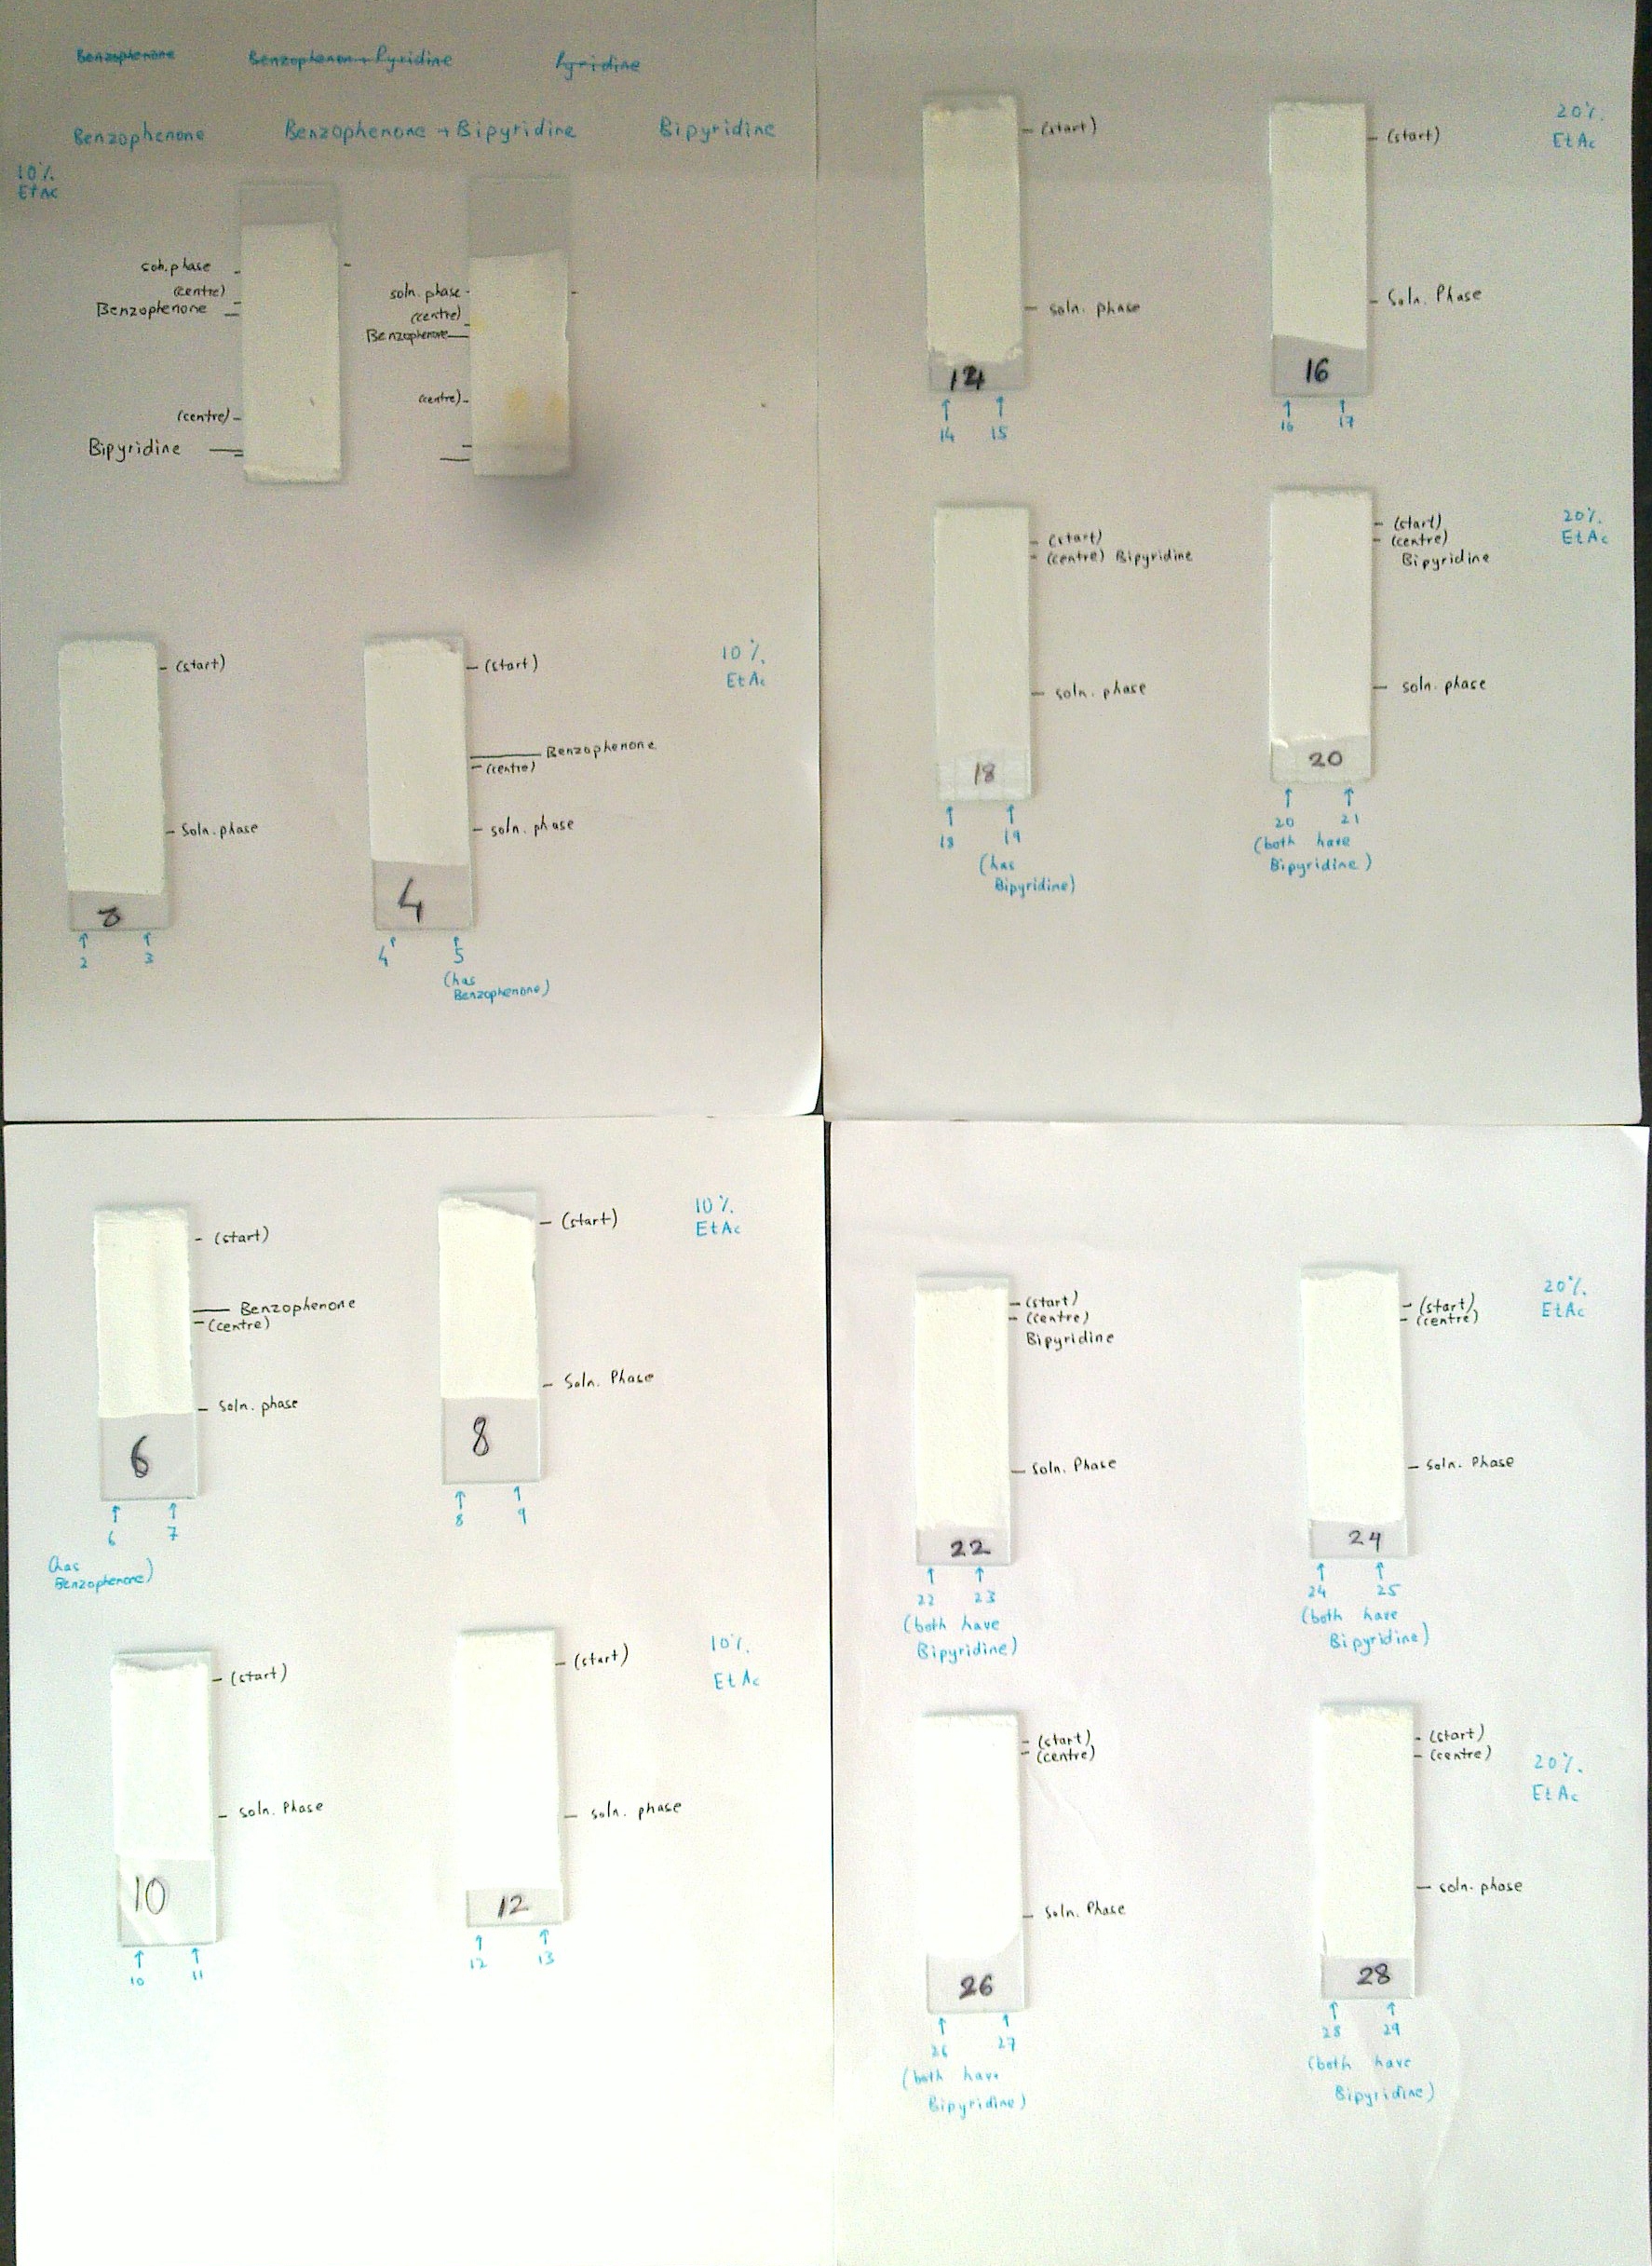 Benzophenone Benzophenone + Pyridine Pyridine
Benzophenone Benzophenone + Bipyridine Bipyridine
10%
EtAc
soln. phase
(centre)
Benzophenone
(centre)
Bipyridine
soln. phase
(centre)
Benzophenone
(centre)
(start)
Soln. phase
2 3
(start)
Benzophenone
(centre)
soln. phase
4
4 5
(has
Benzophenone)
10%
EtAc
(start)
soln. phase
14
14 15
(start)
Soln. Phase
16
16 17
20%
EtAc
(start)
(centre) Bipyridine
soln. phase
18
18 19
(has
Bipyridine)
(start)
(centre)
Bipyridine
soln. phase
20
20 21
(both have
Bipyridine)
20%
EtAc
(start)
Benzophenone
(centre)
Soln. phase
6
6 7
(has
Benzophenone)
(start)
Soln. Phase
8
8 9
10%
EtAc
(start)
soln. Phase
10
10 11
(start)
soln. phase
12
12 13
10%
EtAc
(start)
(centre)
Bipyridine
Soln. Phase
22
22 23
(both have
Bipyridine)
(start)
(centre)
Soln. Phase
24
24 25
(both have
Bipyridine)
20%
EtAc
(start)
(centre)
Soln. Phase
26
26 27
(both have
Bipyridine)
(start)
(centre)
soln. phase
28
28 29
(both have
Bipyridine)
20%
EtAc